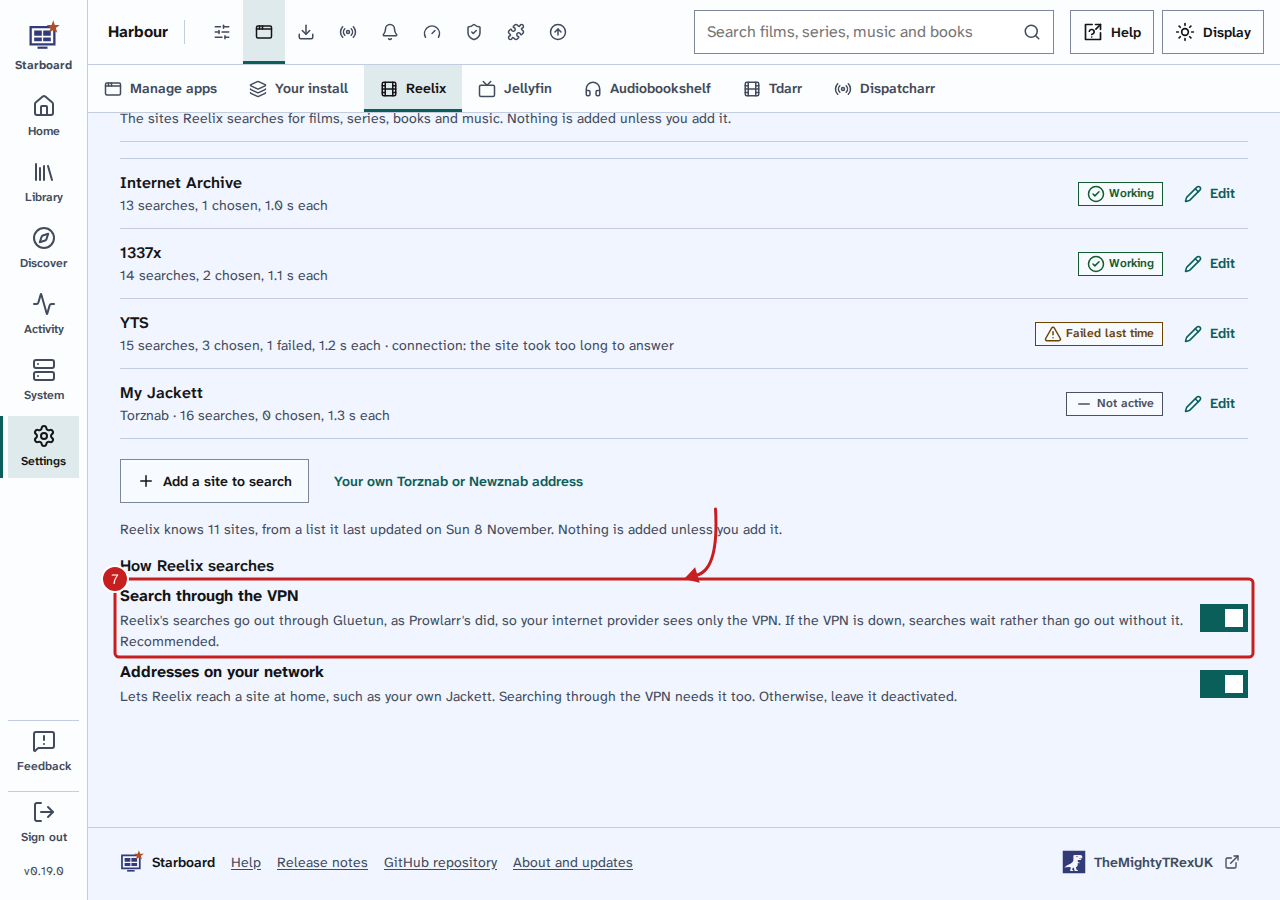 Starboard
Home
Library
Discover
Activity
System
Settings
Feedback
Sign out
v0.19.0
Harbour
Search films, series, music and books
Help
Display
Manage apps
Your install
Reelix
Jellyfin
Audiobookshelf
Tdarr
Dispatcharr
The sites Reelix searches for films, series, books and music. Nothing is added unless you add it.
Internet Archive
13 searches, 1 chosen, 1.0 s each
Working
Edit
1337x
14 searches, 2 chosen, 1.1 s each
Working
Edit
YTS
15 searches, 3 chosen, 1 failed, 1.2 s each · connection: the site took too long to answer
Failed last time
Edit
My Jackett
Torznab · 16 searches, 0 chosen, 1.3 s each
Not active
Edit
Add a site to search
Your own Torznab or Newznab address
Reelix knows 11 sites, from a list it last updated on Sun 8 November. Nothing is added unless you add it.
How Reelix searches
7
Search through the VPN
Reelix's searches go out through Gluetun, as Prowlarr's did, so your internet provider sees only the VPN. If the VPN is down, searches wait rather than go out without it.
Recommended.
Addresses on your network
Lets Reelix reach a site at home, such as your own Jackett. Searching through the VPN needs it too. Otherwise, leave it deactivated.
Starboard
Help
Release notes
GitHub repository
About and updates
TheMightyTRexUK